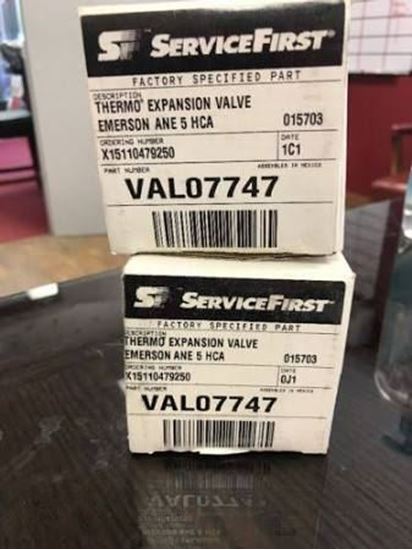 SF ServiceFirst
FACTORY SPECIFIED PART
DESCRIPTION
THERMO EXPANSION VALVE
EMERSON ANE 5 HCA 015703
ORDERING NUMBER DATE
X15110479250 1C1
PART NUMBER ASSEMBLED IN MEXICO
VAL07747
SF ServiceFirst
FACTORY SPECIFIED PART
DESCRIPTION
THERMO EXPANSION VALVE
EMERSON ANE 5 HCA 015703
ORDERING NUMBER DATE
X15110479250 0J1
PART NUMBER ASSEMBLED IN MEXICO
VAL07747